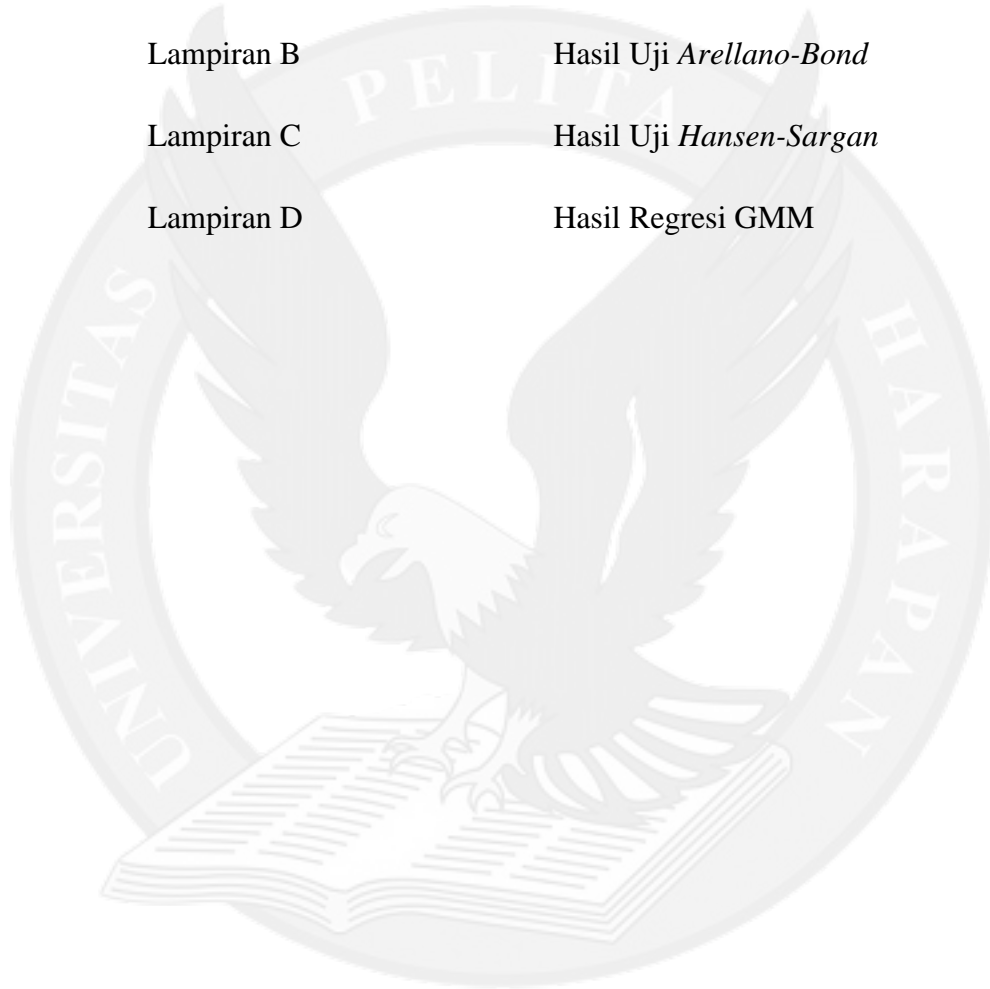 Lampiran B Hasil Uji Arellano-Bond
Lampiran C Hasil Uji Hansen-Sargan
Lampiran D Hasil Regresi GMM
UNIVERSITAS PELITA HARAPAN